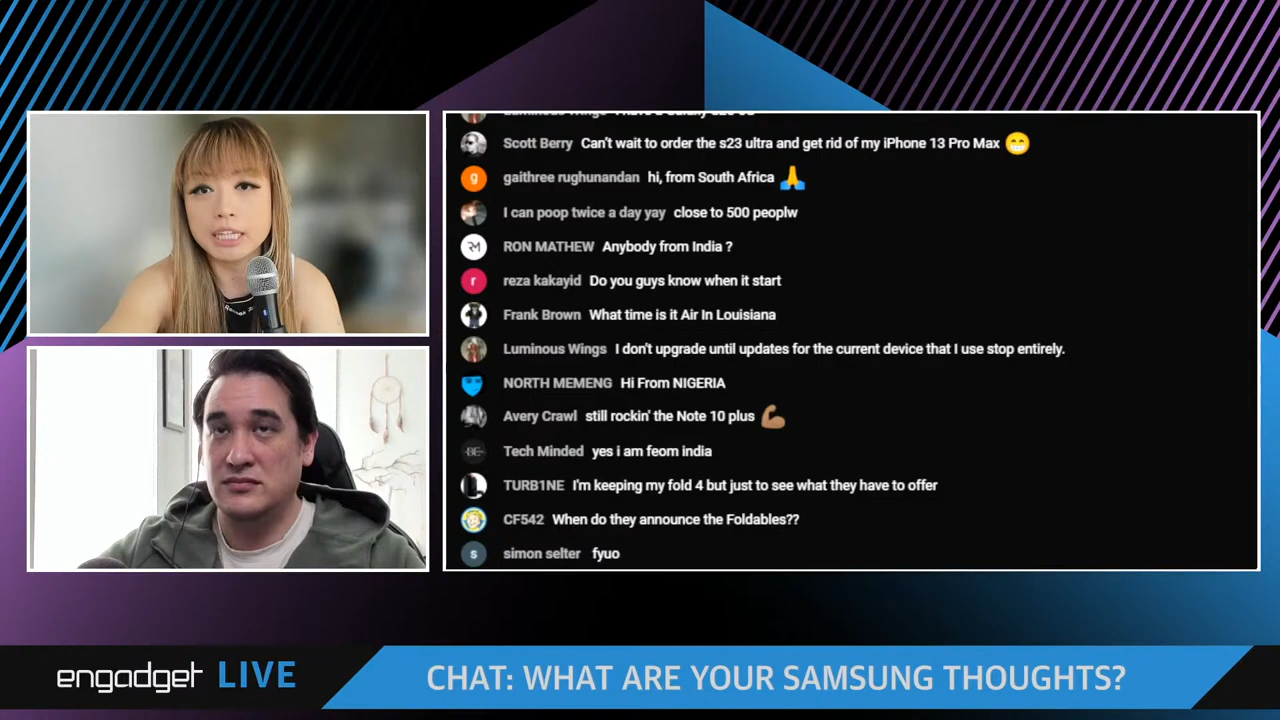 Scott Berry Can't wait to order the s23 ultra and get rid of my iPhone 13 Pro Max 😁
g gaithree rughunandan hi, from South Africa 🙏
I can poop twice a day yay close to 500 peoplw
RON MATHEW Anybody from India ?
r reza kakayid Do you guys know when it start
Frank Brown What time is it Air In Louisiana
Luminous Wings I don't upgrade until updates for the current device that I use stop entirely.
NORTH MEMENG Hi From NIGERIA
Avery Crawl still rockin' the Note 10 plus 💪🏽
Tech Minded yes i am feom india
TURB1NE I'm keeping my fold 4 but just to see what they have to offer
CF542 When do they announce the Foldables??
s simon selter fyuo
engadget LIVE
CHAT: WHAT ARE YOUR SAMSUNG THOUGHTS?